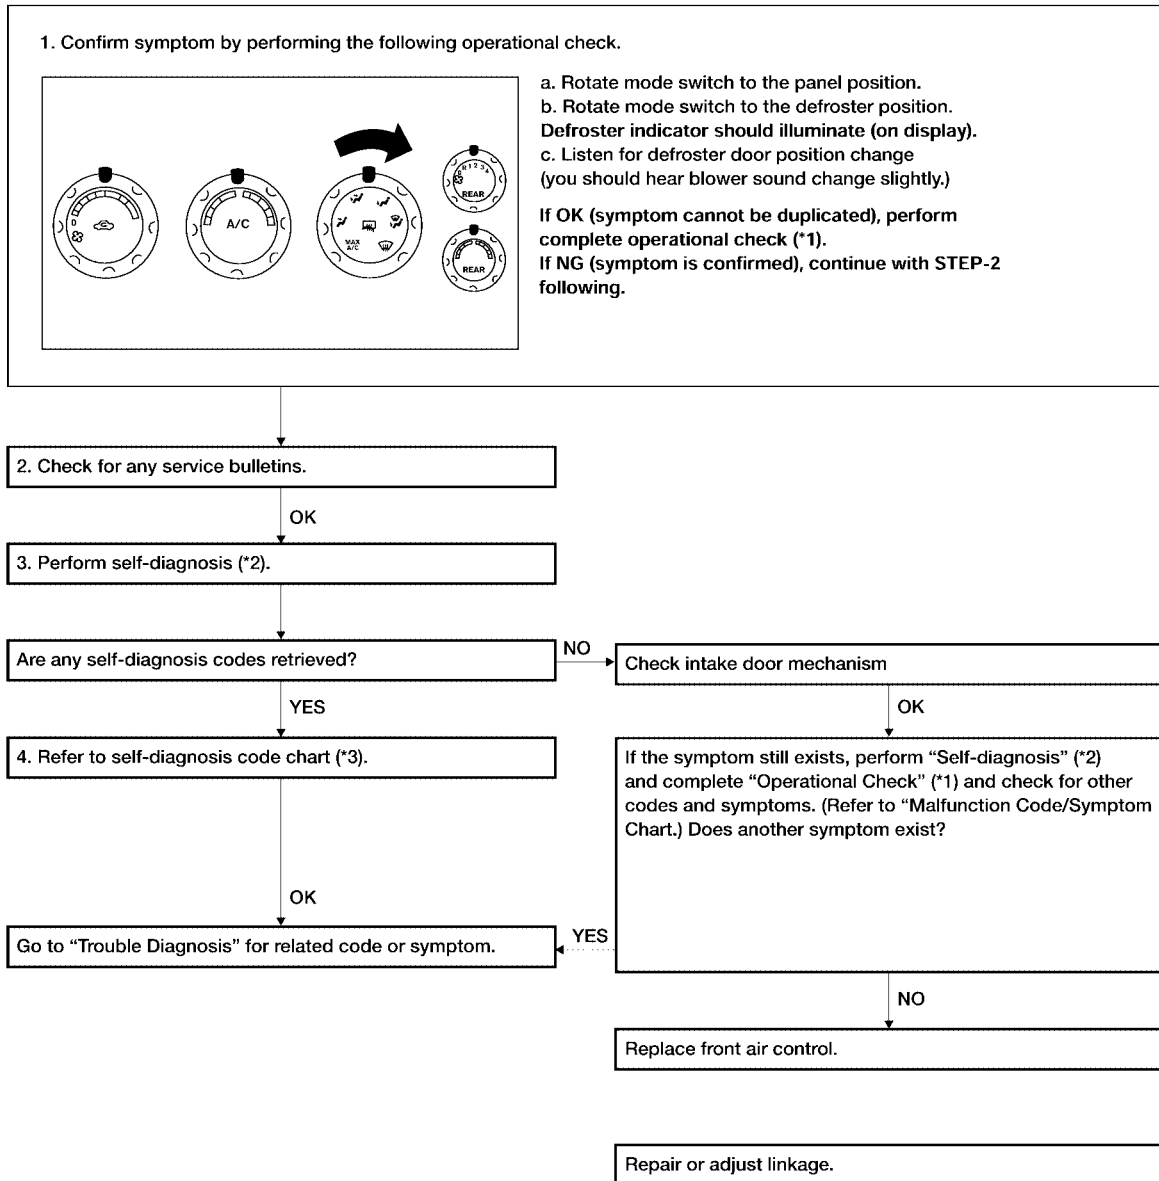 1. Confirm symptom by performing the following operational check.
a. Rotate mode switch to the panel position.
b. Rotate mode switch to the defroster position.
Defroster indicator should illuminate (on display).
c. Listen for defroster door position change
(you should hear blower sound change slightly.)
If OK (symptom cannot be duplicated), perform
complete operational check (*1).
If NG (symptom is confirmed), continue with STEP-2
following.
0
A/C
MAX
A/C
R 1 2 3 4
REAR
REAR
2. Check for any service bulletins.
OK
3. Perform self-diagnosis (*2).
Are any self-diagnosis codes retrieved?
NO
Check intake door mechanism
YES
OK
4. Refer to self-diagnosis code chart (*3).
If the symptom still exists, perform “Self-diagnosis” (*2)
and complete “Operational Check” (*1) and check for other
codes and symptoms. (Refer to “Malfunction Code/Symptom
Chart.) Does another symptom exist?
OK
Go to “Trouble Diagnosis” for related code or symptom.
YES
NO
Replace front air control.
Repair or adjust linkage.